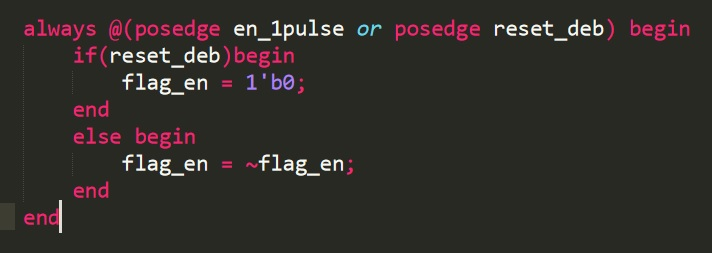 always @(posedge en_1pulse or posedge reset_deb) begin
    if(reset_deb)begin
        flag_en = 1'b0;
    end
    else begin
        flag_en = ~flag_en;
    end
end